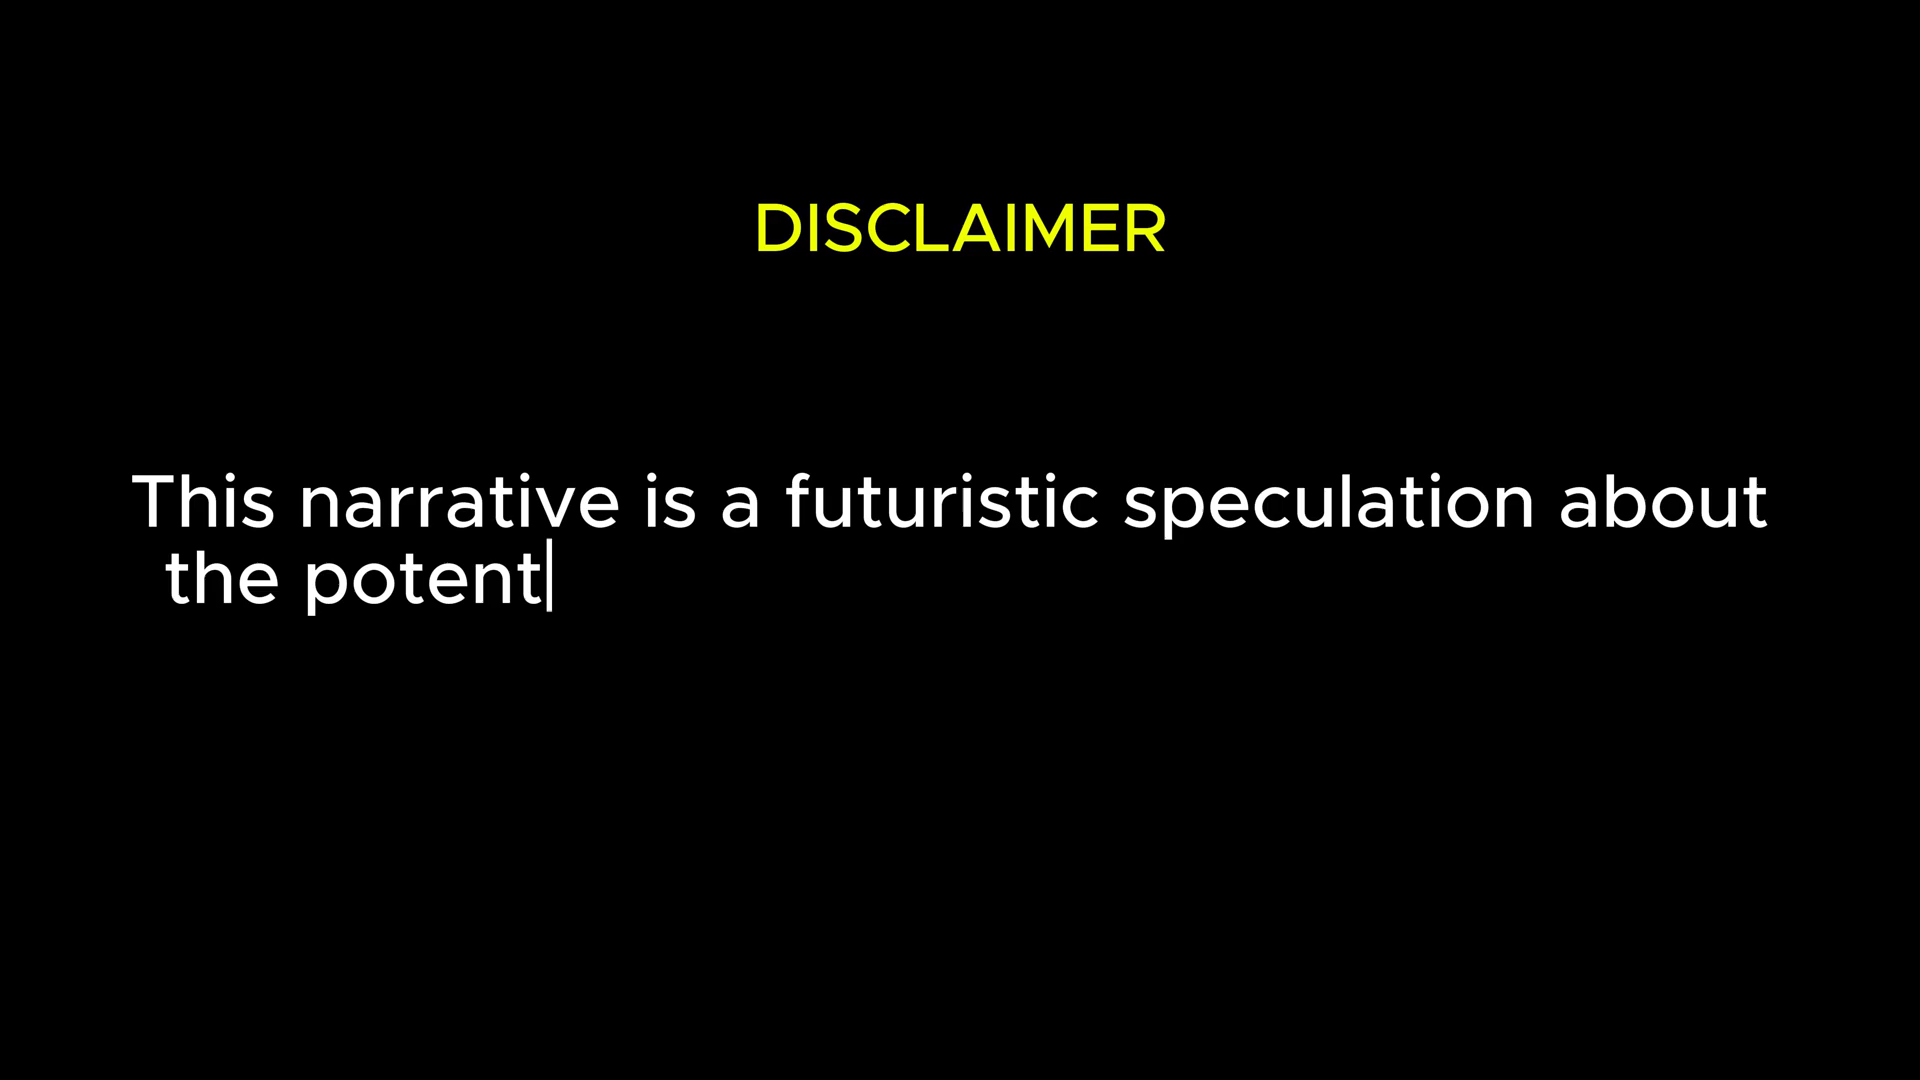 DISCLAIMER
This narrative is a futuristic speculation about
the potent